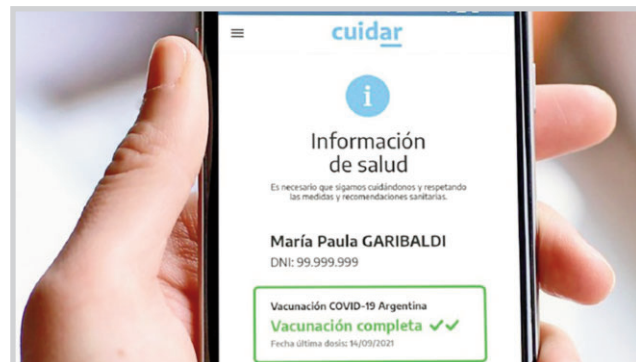 cuidar
i
Información
de salud
Es necesario que sigamos cuidándonos y respetando
las medidas y recomendaciones sanitarias.
María Paula GARIBALDI
DNI: 99.999.999
Vacunación COVID-19 Argentina
Vacunación completa ✓✓
Fecha última dosis: 14/09/2021